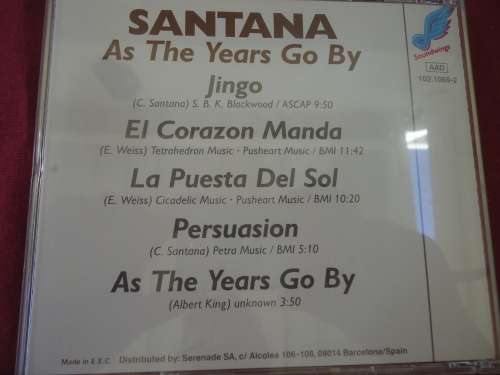 SANTANA
As The Years Go By
Soundwings
AAD
102.1088-2
Jingo
(C. Santana) S. B. K. Blackwood / ASCAP 9:50
El Corazon Manda
(E. Weiss) Tetrahedron Music · Pusheart Music / BMI 11:42
La Puesta Del Sol
(E. Weiss) Cicadelic Music · Pusheart Music / BMI 10:20
Persuasion
(C. Santana) Petra Music / BMI 5:10
As The Years Go By
(Albert King) unknown 3:50
Made in E.E.C. Distributed by: Serenade SA, c/ Alcolea 106-108, 08014 Barcelona/Spain